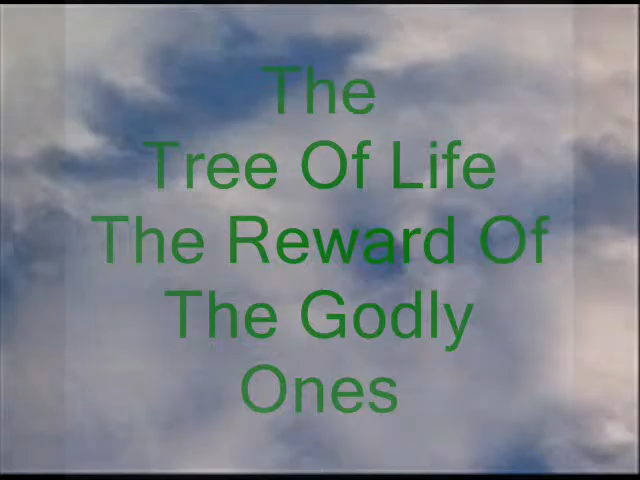 The
Tree Of Life
The Reward Of
The Godly
Ones